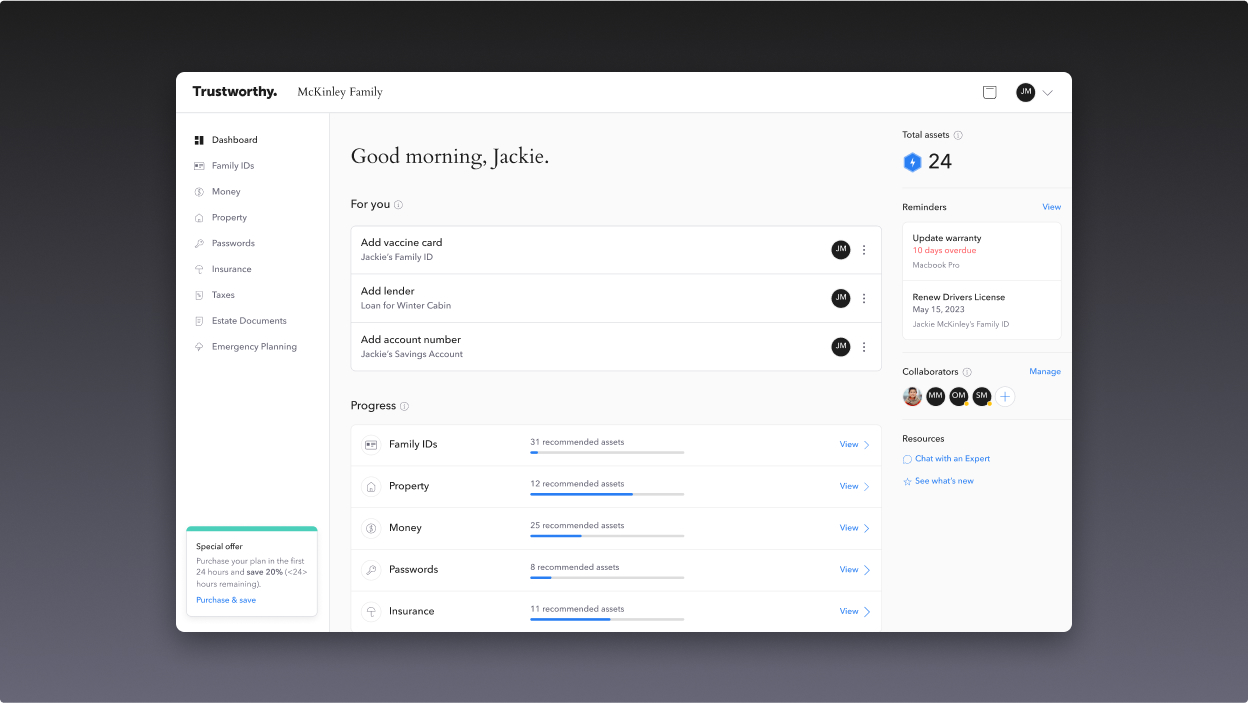 Trustworthy.
McKinley Family
JM
Dashboard
Family IDs
Money
Property
Passwords
Insurance
Taxes
Estate Documents
Emergency Planning
Special offer
Purchase your plan in the first
24 hours and save 20% (<24>
hours remaining).
Purchase & save
Good morning, Jackie.
For you
Add vaccine card
Jackie's Family ID
JM
Add lender
Loan for Winter Cabin
JM
Add account number
Jackie's Savings Account
JM
Progress
Family IDs
31 recommended assets
View
Property
12 recommended assets
View
Money
25 recommended assets
View
Passwords
8 recommended assets
View
Insurance
11 recommended assets
View
Total assets
24
Reminders
View
Update warranty
10 days overdue
Macbook Pro
Renew Drivers License
May 15, 2023
Jackie McKinley's Family ID
Collaborators
Manage
MM
OM
SM
Resources
Chat with an Expert
See what's new